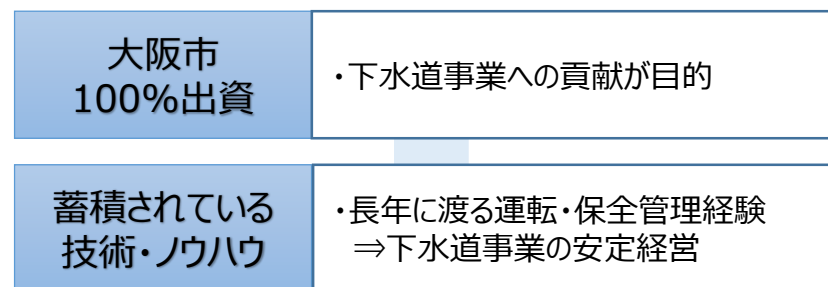 大阪市
100%出資
・下水道事業への貢献が目的
蓄積されている
技術・ノウハウ
・長年に渡る運転・保全管理経験
⇒下水道事業の安定経営